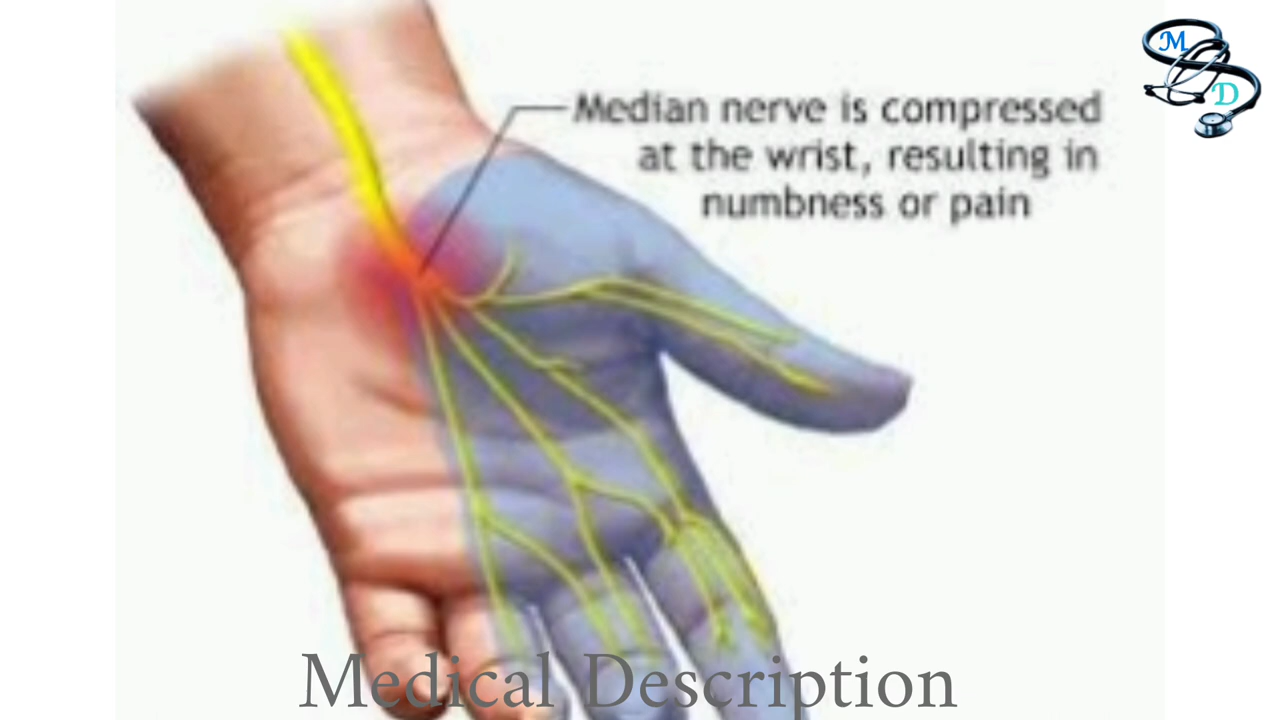 M
D
Median nerve is compressed
at the wrist, resulting in
numbness or pain
Medical Description